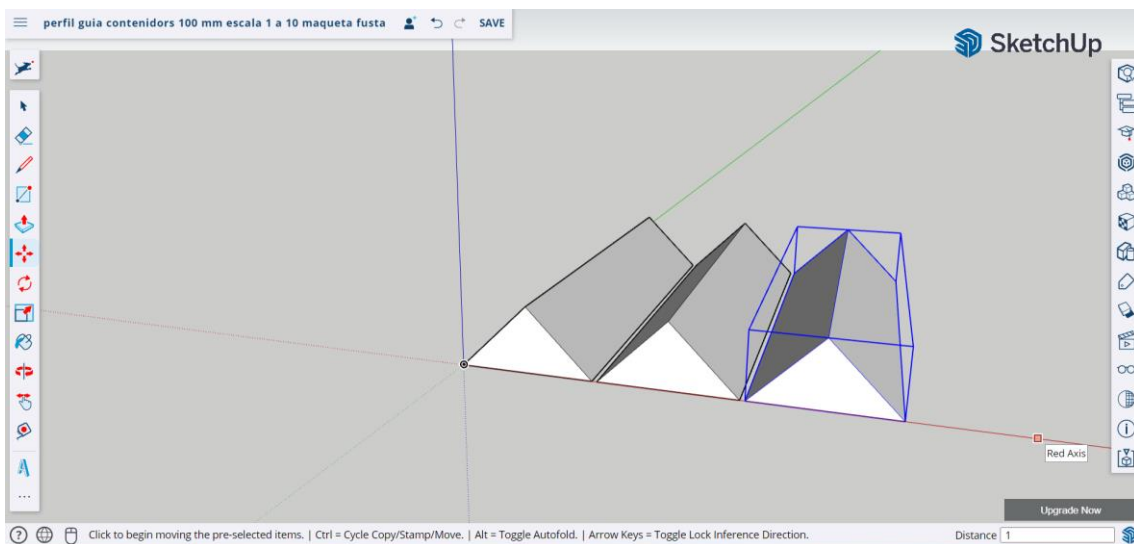 perfil guia contenidors 100 mm escala 1 a 10 maqueta fusta SAVE
SketchUp
Red Axis
Upgrade Now
Click to begin moving the pre-selected items. | Ctrl = Cycle Copy/Stamp/Move. | Alt = Toggle Autofold. | Arrow Keys = Toggle Lock Inference Direction. Distance 1